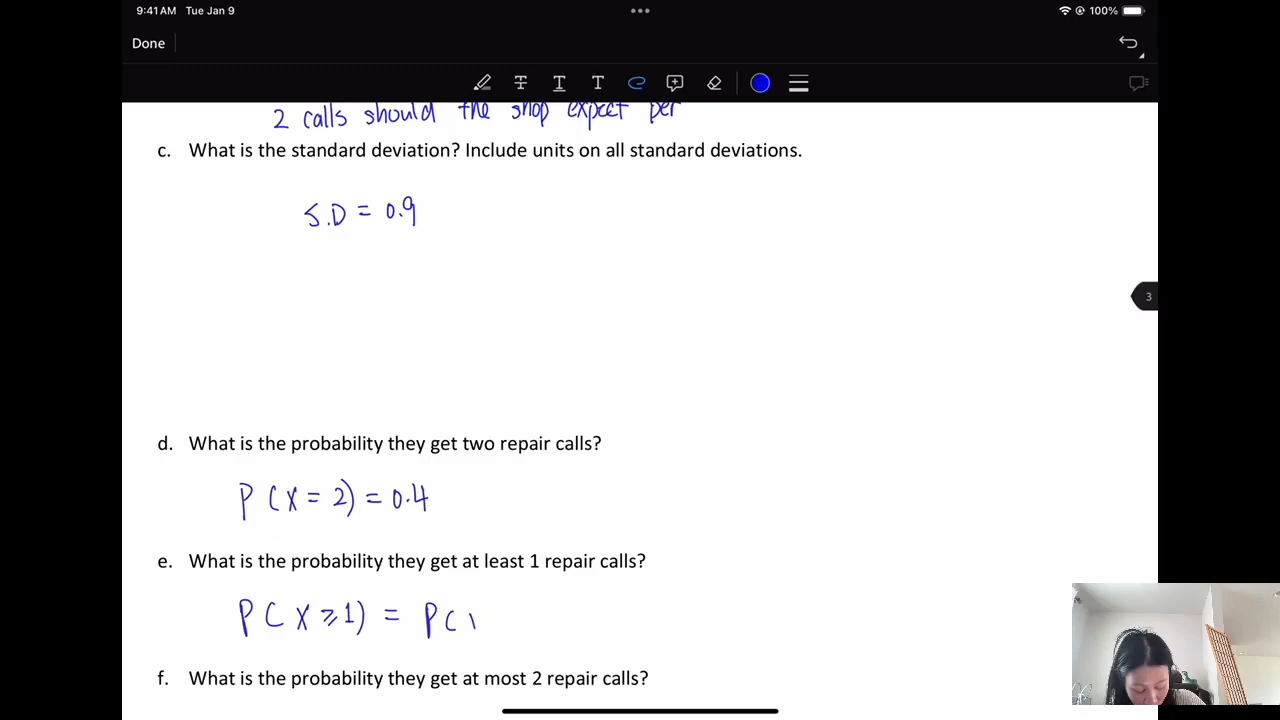 9:41 AM Tue Jan 9
100%
Done
2 calls should the shop expect per
c. What is the standard deviation? Include units on all standard deviations.
S.D = 0.9
3
d. What is the probability they get two repair calls?
P (X = 2) = 0.4
e. What is the probability they get at least 1 repair calls?
P ( X ≥ 1) = P(
f. What is the probability they get at most 2 repair calls?